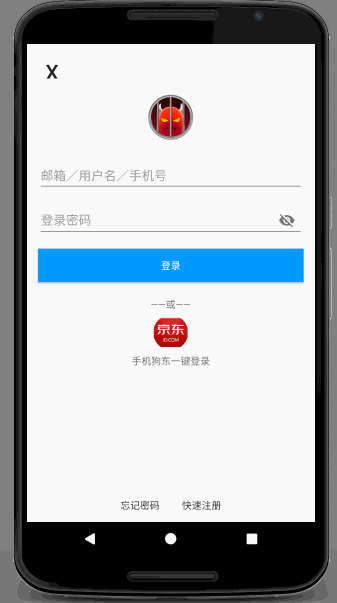 X
邮箱／用户名／手机号
登录密码
登录
——或——
京东
JD.COM
手机狗东一键登录
忘记密码 快速注册